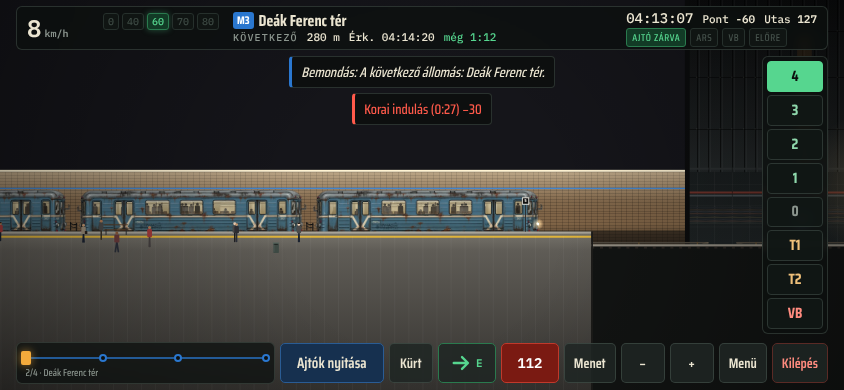 8 km/h
0 40 60 70 80
M3 Deák Ferenc tér
KÖVETKEZŐ 280 m Érk. 04:14:20 még 1:12
04:13:07 Pont -60 Utas 127
AJTÓ ZÁRVA ARS VB ELŐRE
Bemondás: A következő állomás: Deák Ferenc tér.
Korai indulás (0:27) −30
4
3
2
1
0
T1
T2
VB
2/4 · Deák Ferenc tér
Ajtók nyitása
Kürt
→ E
112
Menet
−
+
Menü
Kilépés